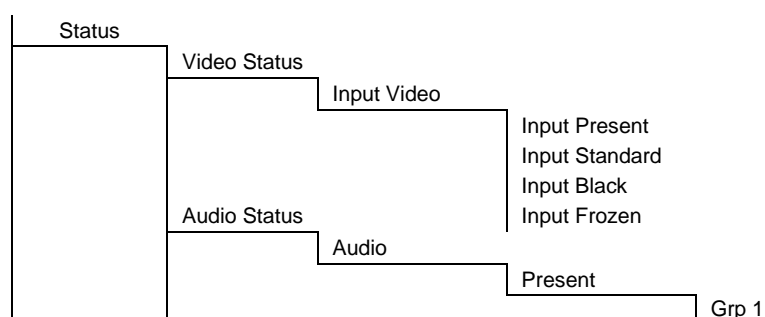 Status
Video Status
Input Video
Input Present
Input Standard
Input Black
Input Frozen
Audio Status
Audio
Present
Grp 1